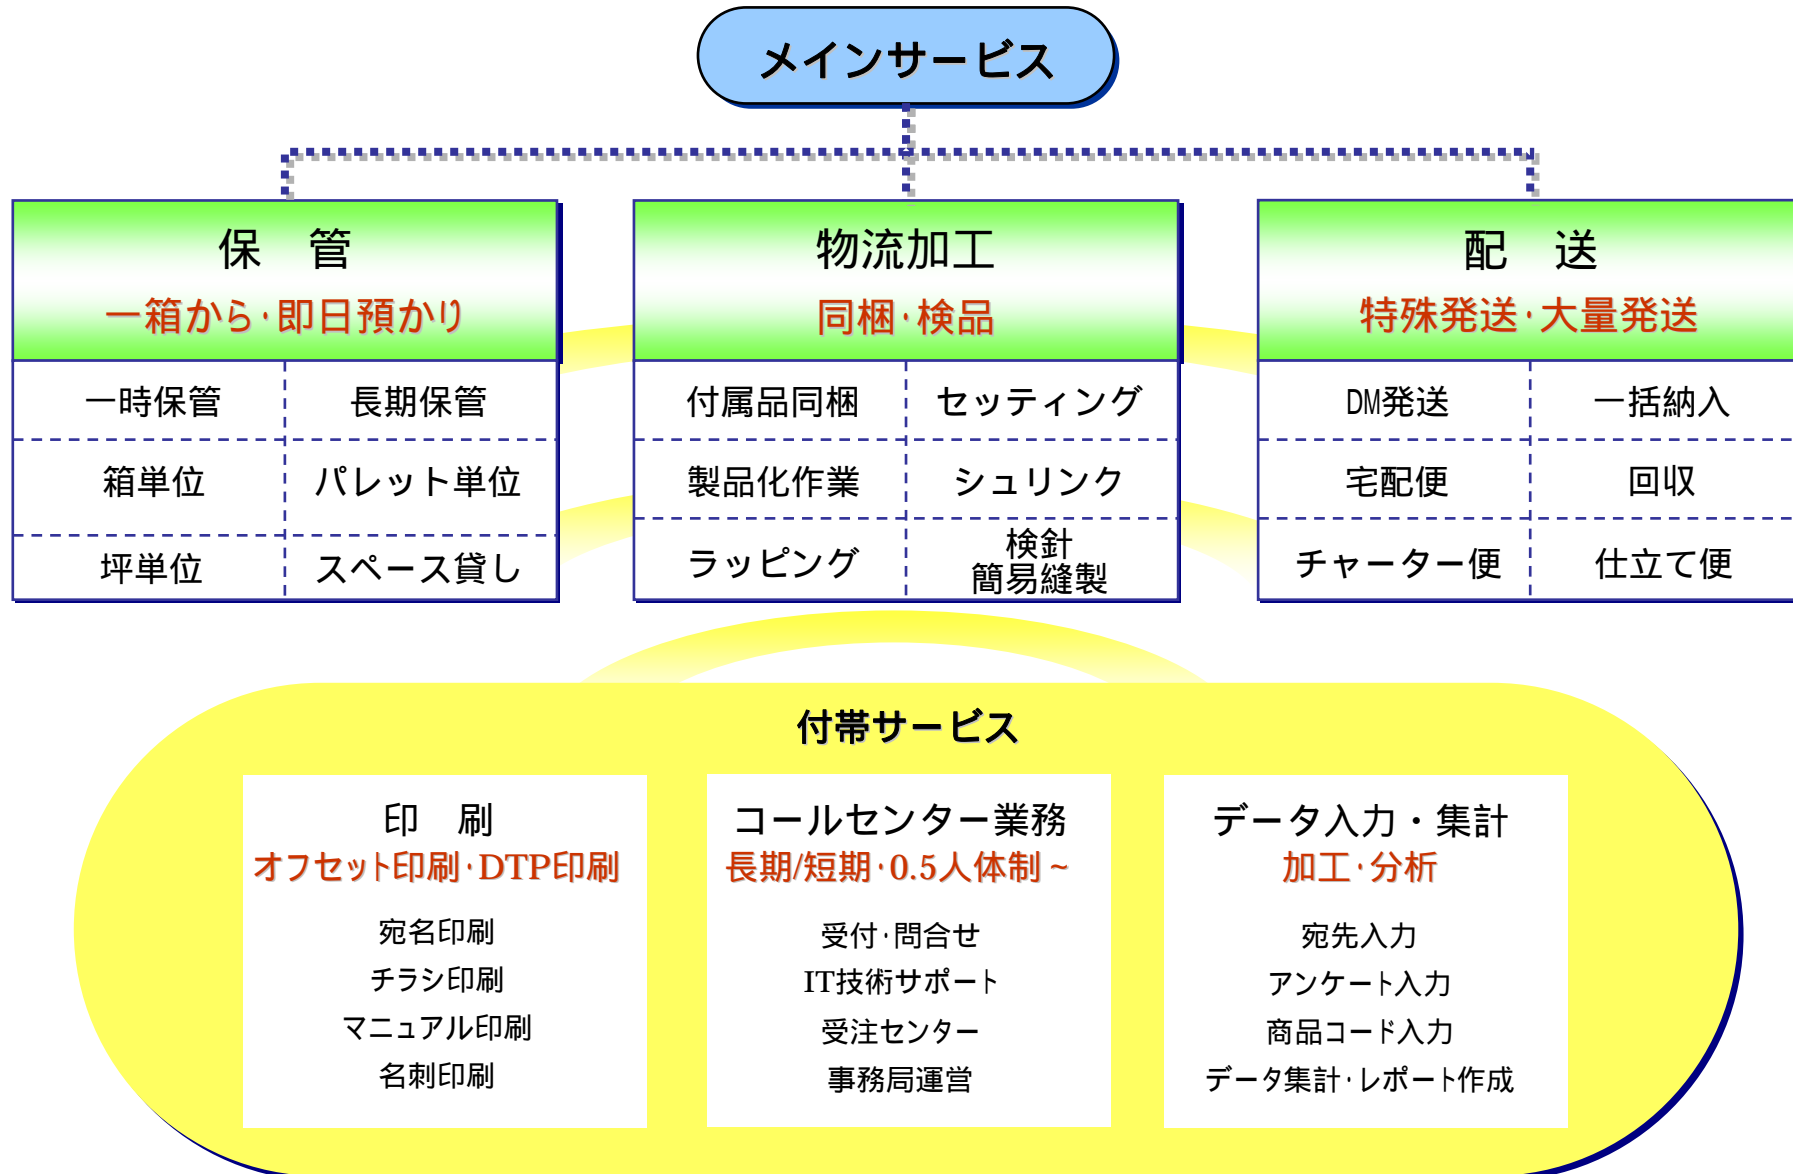 メインサービス
保　管
一箱から・即日預かり
一時保管
長期保管
箱単位
パレット単位
坪単位
スペース貸し
物流加工
同梱・検品
付属品同梱
セッティング
製品化作業
シュリンク
ラッピング
検針
簡易縫製
配　送
特殊発送・大量発送
DM発送
一括納入
宅配便
回収
チャーター便
仕立て便
付帯サービス
印　刷
オフセット印刷・DTP印刷
宛名印刷
チラシ印刷
マニュアル印刷
名刺印刷
コールセンター業務
長期/短期・0.5人体制~
受付・問合せ
IT技術サポート
受注センター
事務局運営
データ入力・集計
加工・分析
宛先入力
アンケート入力
商品コード入力
データ集計・レポート作成